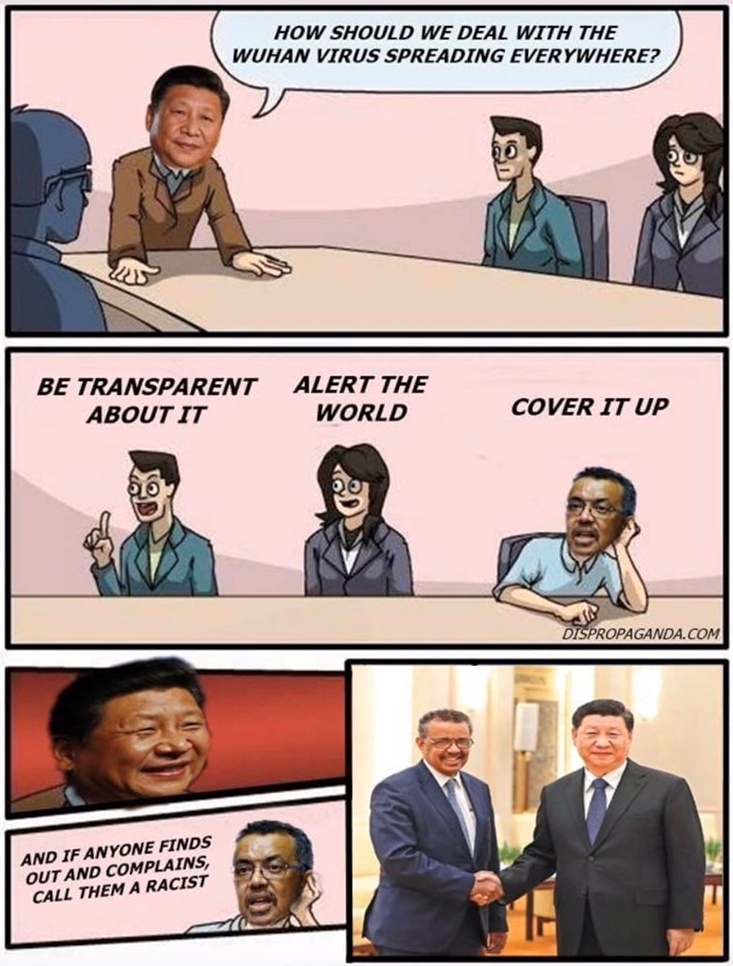 HOW SHOULD WE DEAL WITH THE
WUHAN VIRUS SPREADING EVERYWHERE?
BE TRANSPARENT
ABOUT IT
ALERT THE
WORLD
COVER IT UP
DISPROPAGANDA.COM
AND IF ANYONE FINDS
OUT AND COMPLAINS,
CALL THEM A RACIST